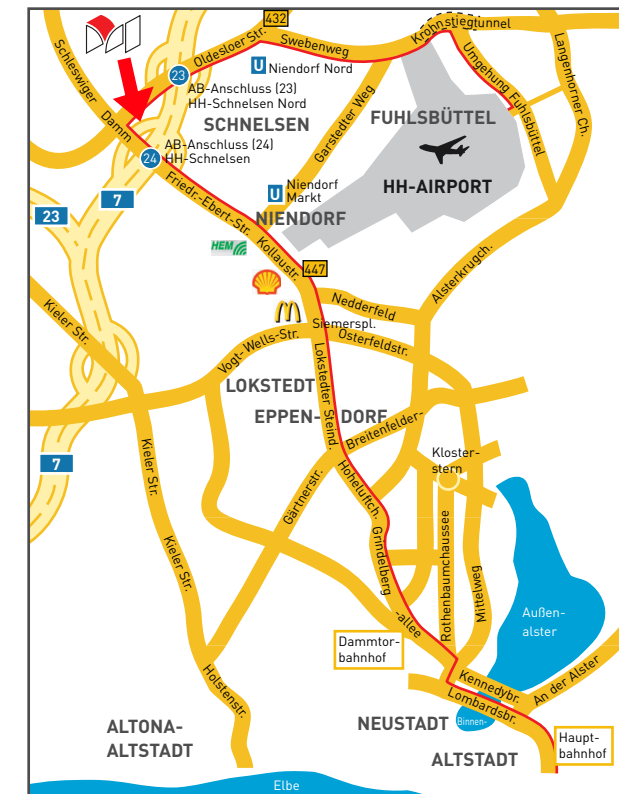 432
Oldesloer Str.
Swebenweg
Krohnstiegtunnel
Schleswiger
Damm
23
U Niendorf Nord
AB-Anschluss (23)
HH-Schnelsen Nord
Umgehung Fuhlsbüttel
Langenhorner Ch.
SCHNELSEN
FUHLSBÜTTEL
Garstedter Weg
24
AB-Anschluss (24)
HH-Schnelsen
HH-AIRPORT
Friedr.-Ebert-Str.
U Niendorf
Markt
7
23
NIENDORF
HEM
Kollaustr.
447
Alsterkrugch.
Nedderfeld
Kieler Str.
Siemerspl.
Vogt-Wells-Str.
Osterfeldstr.
LOKSTEDT
Lokstedter Steind.
EPPEN-DORF
Breitenfelder-
Kieler Str.
7
Kloster-
stern
Gärtnerstr.
Hoheluftch.
Grindelberg
Kieler Str.
Rothenbaumchaussee
Mittelweg
Außen-
alster
-allee
Dammtor-
bahnhof
Holstenstr.
Kennedybr.
An der Alster
Lombardsbr.
NEUSTADT
Binnen-
ALTONA-
ALTSTADT
Haupt-
bahnhof
ALTSTADT
Elbe